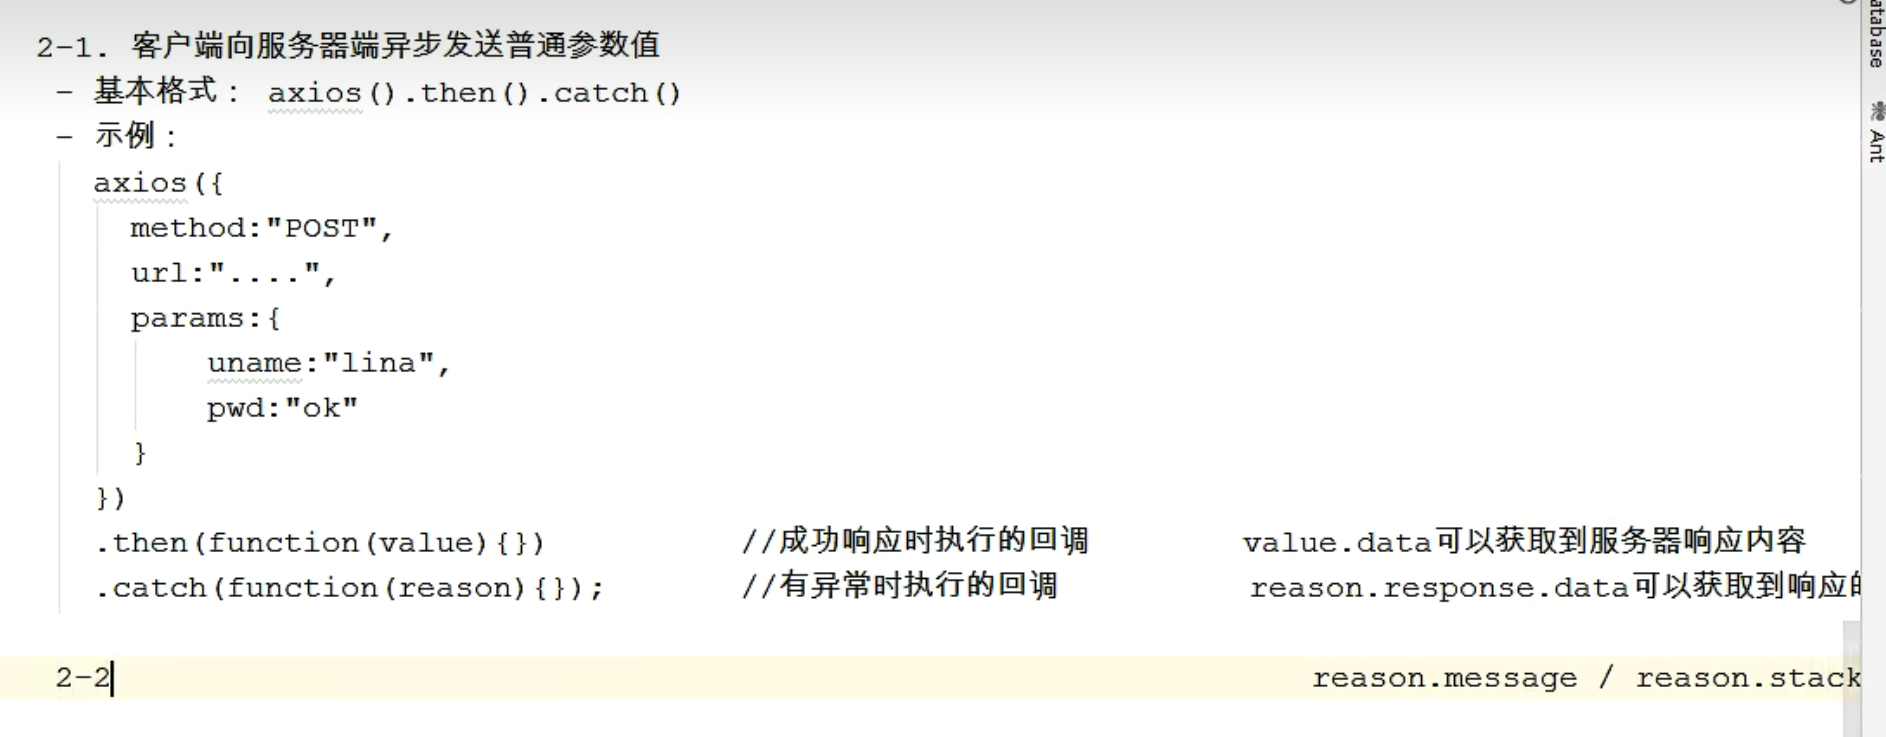 2-1. 客户端向服务器端异步发送普通参数值
- 基本格式： axios().then().catch()
- 示例：
axios({
method:"POST",
url:"....",
params:{
uname:"lina",
pwd:"ok"
}
})
.then(function(value){}) //成功响应时执行的回调 value.data可以获取到服务器响应内容
.catch(function(reason){}); //有异常时执行的回调 reason.response.data可以获取到响应的
2-2 reason.message / reason.stack
atabase
Ant